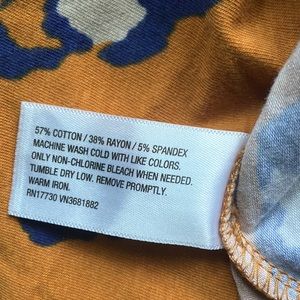 57% COTTON / 38% RAYON / 5% SPANDEX
MACHINE WASH COLD WITH LIKE COLORS.
ONLY NON-CHLORINE BLEACH WHEN NEEDED.
TUMBLE DRY LOW. REMOVE PROMPTLY.
WARM IRON.
RN17730 VN3681882